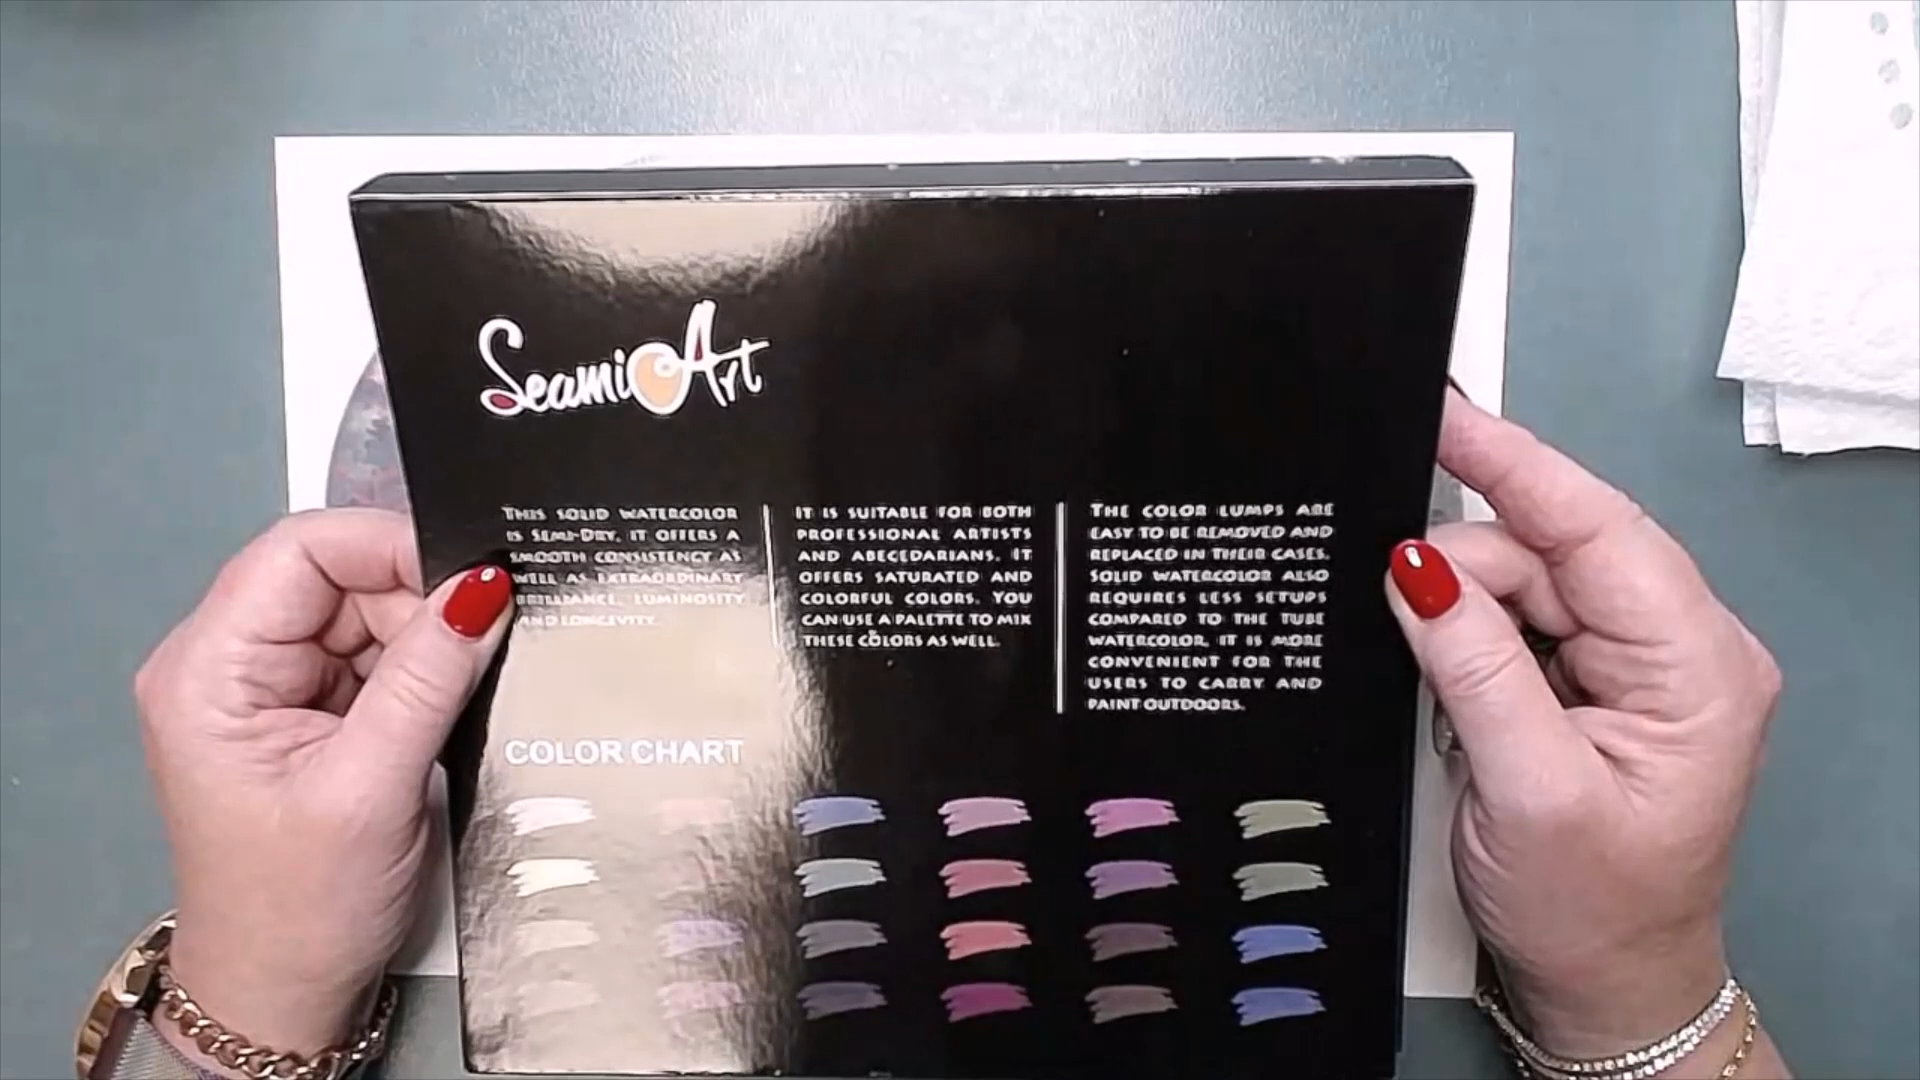 SeamiArt
THIS SOLID WATERCOLOR
IS SEMI-DRY. IT OFFERS A
SMOOTH CONSISTENCY AS
WELL AS EXTRAORDINARY
BRILLIANCE, LUMINOSITY
AND LONGEVITY.
IT IS SUITABLE FOR BOTH
PROFESSIONAL ARTISTS
AND ABECEDARIANS. IT
OFFERS SATURATED AND
COLORFUL COLORS. YOU
CAN USE A PALETTE TO MIX
THESE COLORS AS WELL.
THE COLOR LUMPS ARE
EASY TO BE REMOVED AND
REPLACED IN THEIR CASES.
SOLID WATERCOLOR ALSO
REQUIRES LESS SETUPS
COMPARED TO THE TUBE
WATERCOLOR. IT IS MORE
CONVENIENT FOR THE
USERS TO CARRY AND
PAINT OUTDOORS.
COLOR CHART